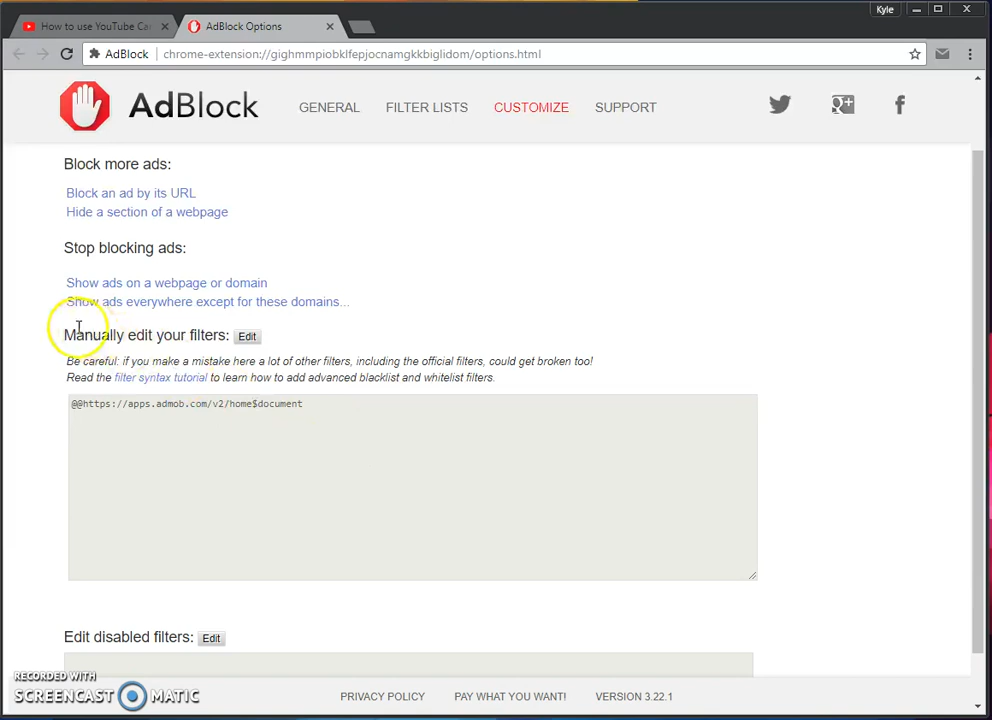 Kyle
How to use YouTube Ca
AdBlock Options
AdBlock chrome-extension://gighmmpiobklfepjocnamgkkbiglidom/options.html
AdBlock GENERAL FILTER LISTS CUSTOMIZE SUPPORT
Block more ads:
Block an ad by its URL
Hide a section of a webpage
Stop blocking ads:
Show ads on a webpage or domain
Show ads everywhere except for these domains...
Manually edit your filters: Edit
Be careful: if you make a mistake here a lot of other filters, including the official filters, could get broken too!
Read the filter syntax tutorial to learn how to add advanced blacklist and whitelist filters.
@@https://apps.admob.com/v2/home$document
Edit disabled filters: Edit
RECORDED WITH
SCREENCAST MATIC
PRIVACY POLICY PAY WHAT YOU WANT! VERSION 3.22.1